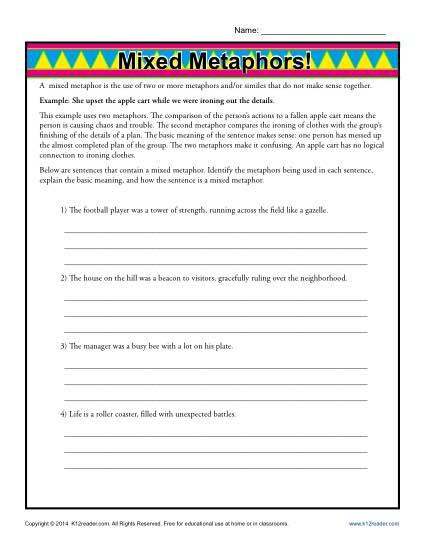 Name: ____________________
Mixed Metaphors!
A mixed metaphor is the use of two or more metaphors and/or similes that do not make sense together.
Example: She upset the apple cart while we were ironing out the details.
This example uses two metaphors. The comparison of the person's actions to a fallen apple cart means the
person is causing chaos and trouble. The second metaphor compares the ironing of clothes with the group's
finishing of the details of a plan. The basic meaning of the sentence makes sense: one person has messed up
the almost completed plan of the group. The two metaphors make it confusing. An apple cart has no logical
connection to ironing clothes.
Below are sentences that contain a mixed metaphor. Identify the metaphors being used in each sentence,
explain the basic meaning, and how the sentence is a mixed metaphor.
1) The football player was a tower of strength, running across the field like a gazelle.
2) The house on the hill was a beacon to visitors, gracefully ruling over the neighborhood.
3) The manager was a busy bee with a lot on his plate.
4) Life is a roller coaster, filled with unexpected battles.
Copyright © 2014 K12reader.com. All Rights Reserved. Free for educational use at home or in classrooms. www.k12reader.com